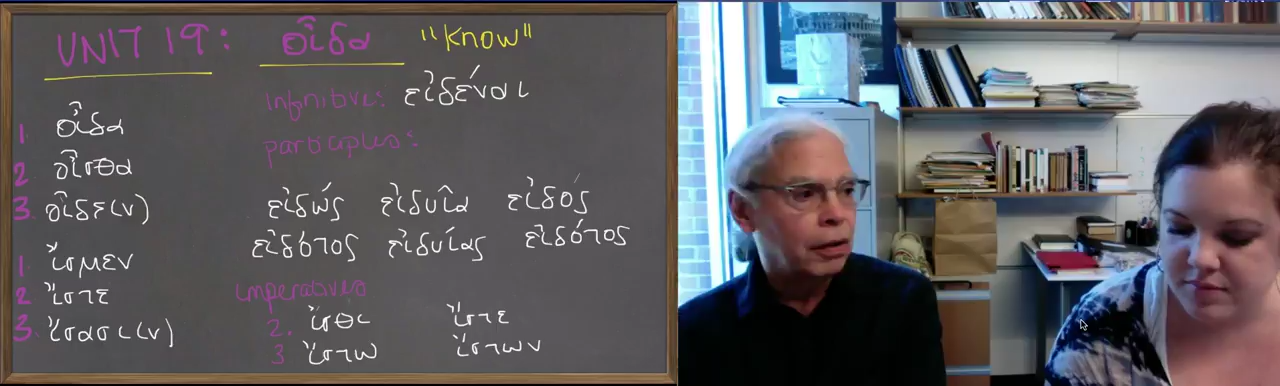 UNIT 19: οἶδα "know"
infinitive: εἰδέναι
participles:
1. οἶδα
2. οἶσθα
3. οἶδε(ν)
1. ἴσμεν
2. ἴστε
3. ἴσασι(ν)
εἰδώς εἰδυῖα εἰδός
εἰδότος εἰδυίας εἰδότος
imperatives
2. ἴσθι ἴστε
3 ἴστω ἴστων